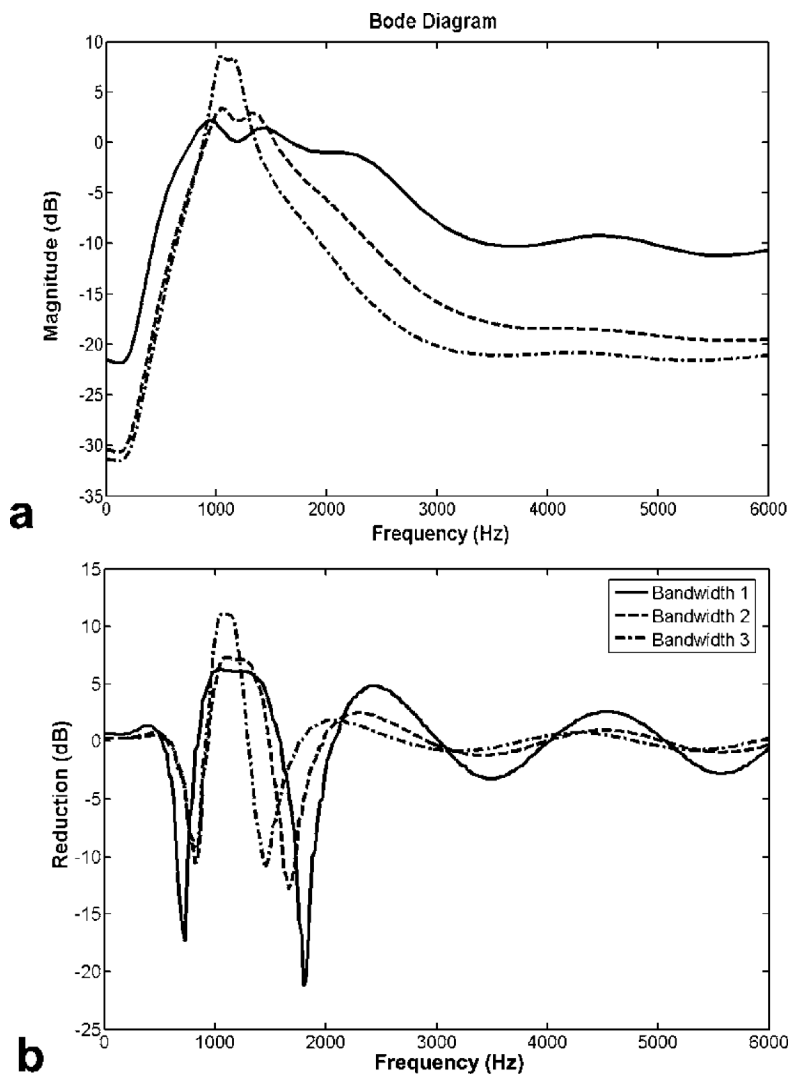 Bode Diagram
10
5
0
-5
-10
-15
-20
-25
-30
-35
Magnitude (dB)
0 1000 2000 3000 4000 5000 6000
Frequency (Hz)
a
15
10
5
0
-5
-10
-15
-20
-25
Reduction (dB)
Bandwidth 1
Bandwidth 2
Bandwidth 3
0 1000 2000 3000 4000 5000 6000
Frequency (Hz)
b